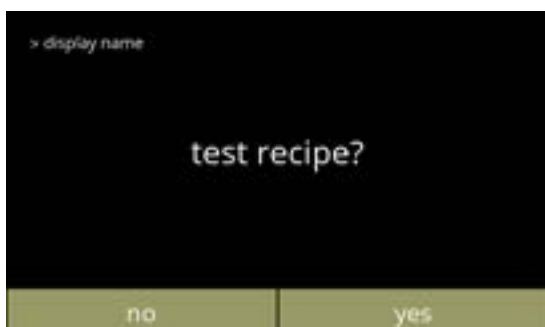 > display name
test recipe?
no
yes